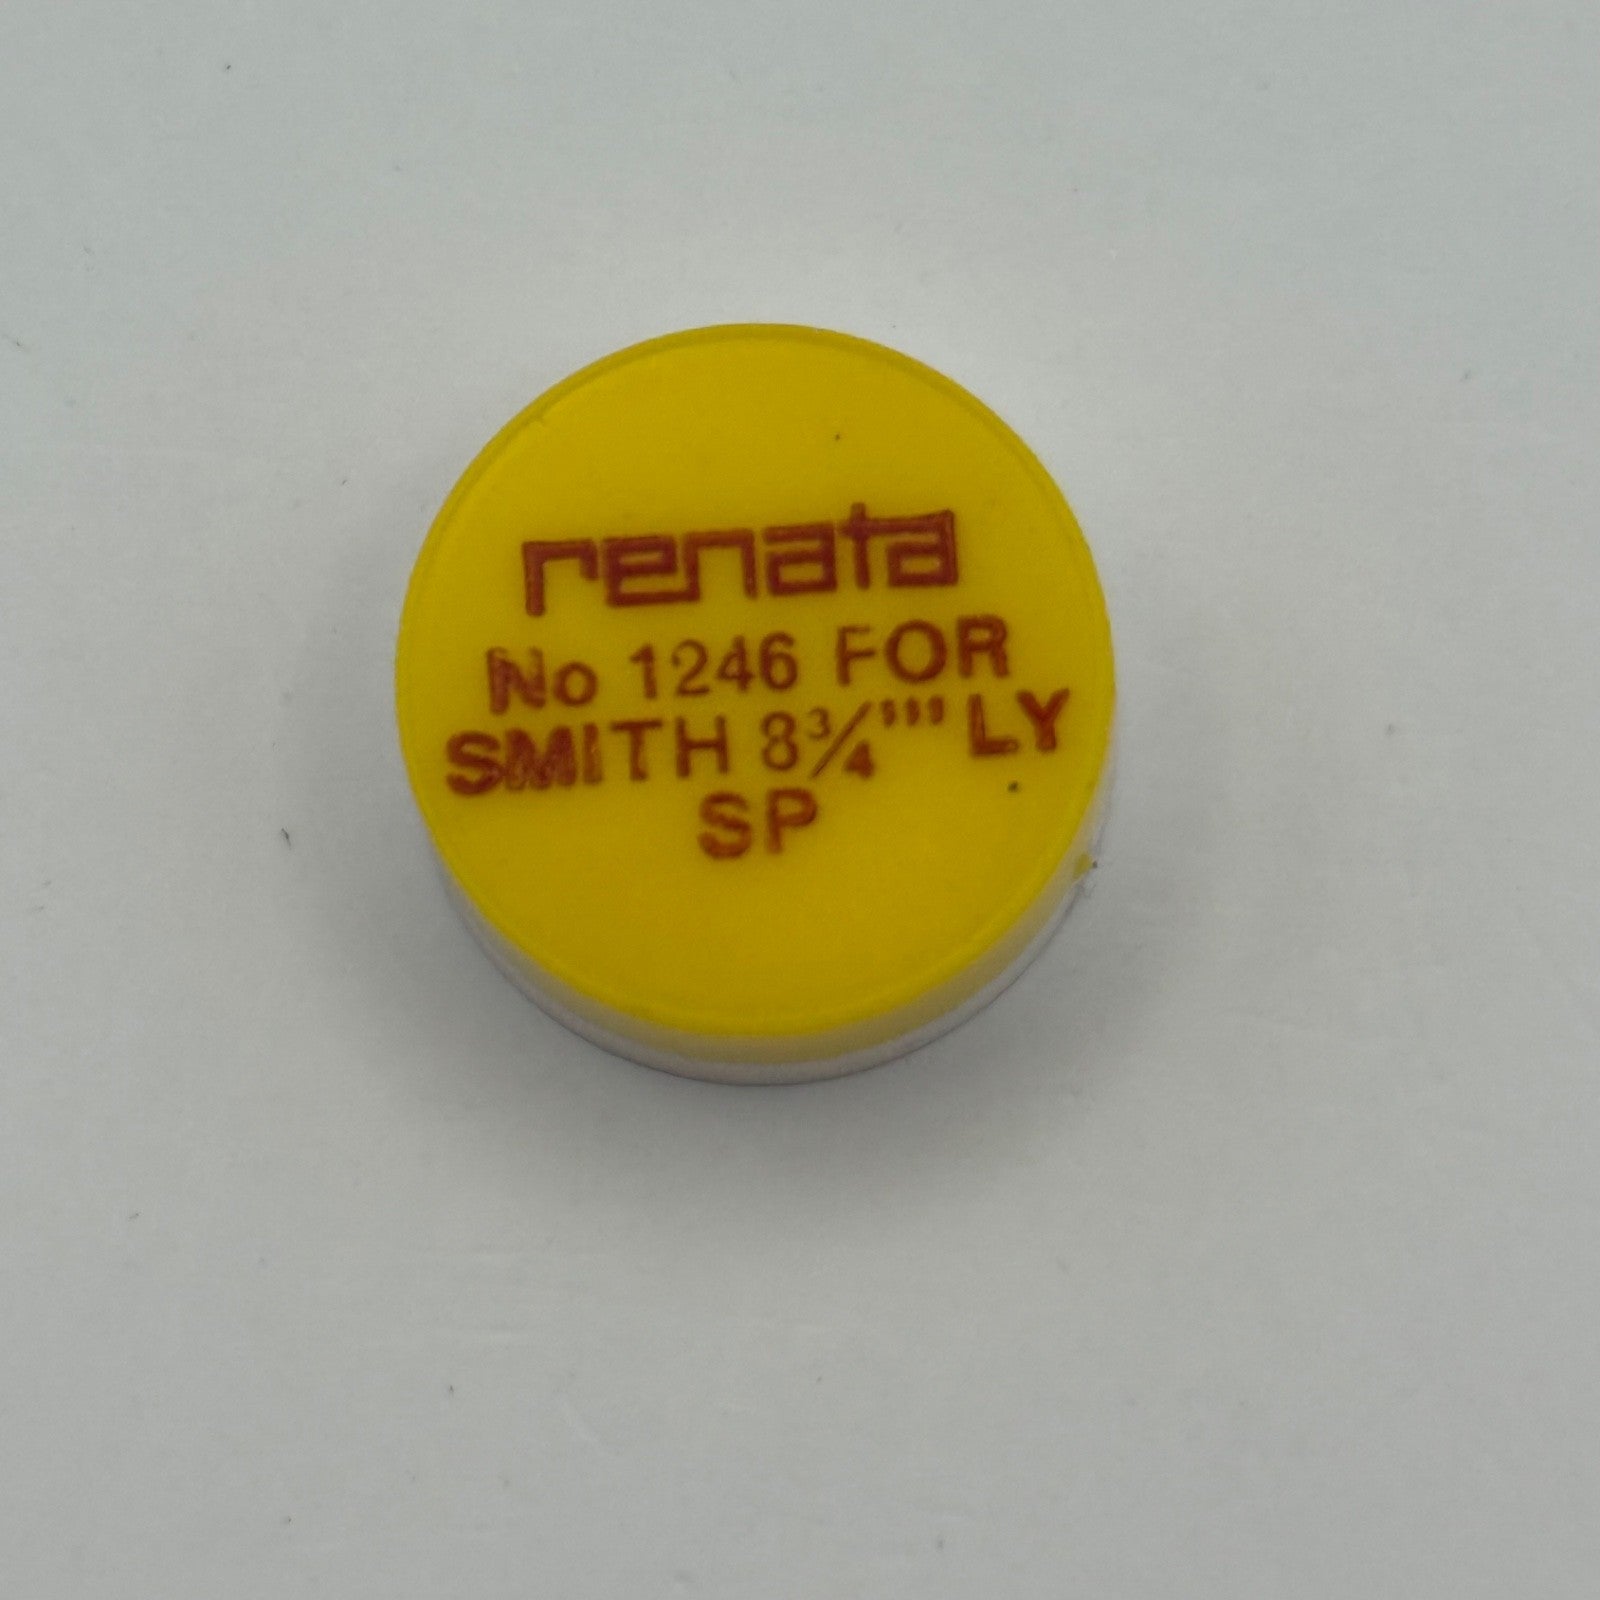 renata
No 1246 FOR
SMITH 8¾''' LY
SP